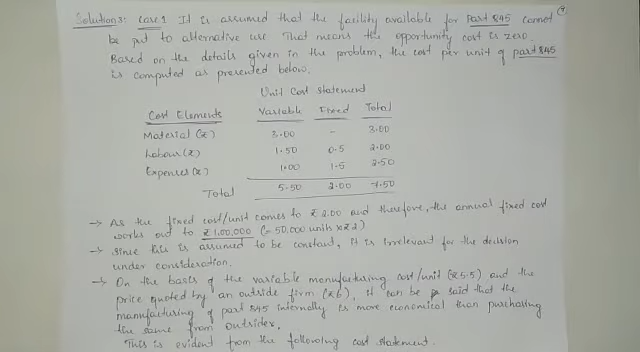 Solutions: Case 1 It is assumed that the facility available for part 845 cannot
be put to alternative use That means the opportunity cost is zero.
Based on the details given in the problem, the cost per unit of part 845
is computed as presented below.
Unit Cost Statement
Cost Elements Variable Fixed Total
Material (₹) 3.00 - 3.00
Labour (₹) 1.50 0.5 2.00
Expenses (₹) 1.00 1.5 2.50
Total 5.50 2.00 7.50
→ As the fixed cost/unit comes to ₹ 2.00 and therefore, the annual fixed cost
works out to ₹ 1,00,000 (= 50,000 units × ₹ 2)
→ Since this is assumed to be constant, it is irrelevant for the decision
under consideration.
→ On the basis of the variable manufacturing cost/unit (₹ 5.5) and the
price quoted by an outside firm (₹ 6), it can be said that the
manufacturing of part 845 internally is more economical than purchasing
the same from outsiders,
This is evident from the following cost statement.